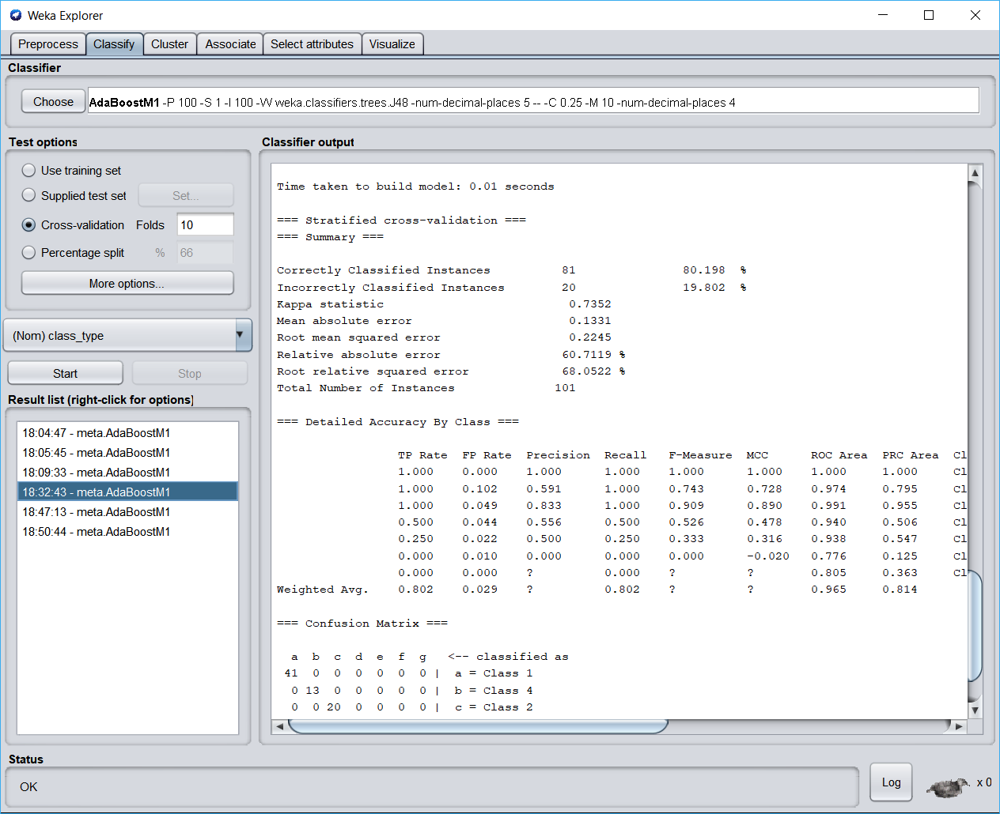 Weka Explorer
Preprocess Classify Cluster Associate Select attributes Visualize
Classifier
Choose AdaBoostM1 -P 100 -S 1 -I 100 -W weka.classifiers.trees.J48 -num-decimal-places 5 -- -C 0.25 -M 10 -num-decimal-places 4
Test options
Use training set
Supplied test set Set...
Cross-validation Folds 10
Percentage split % 66
More options...
(Nom) class_type
Start Stop
Result list (right-click for options)
18:04:47 - meta.AdaBoostM1
18:05:45 - meta.AdaBoostM1
18:09:33 - meta.AdaBoostM1
18:32:43 - meta.AdaBoostM1
18:47:13 - meta.AdaBoostM1
18:50:44 - meta.AdaBoostM1
Classifier output
Time taken to build model: 0.01 seconds
=== Stratified cross-validation ===
=== Summary ===
Correctly Classified Instances 81 80.198 %
Incorrectly Classified Instances 20 19.802 %
Kappa statistic 0.7352
Mean absolute error 0.1331
Root mean squared error 0.2245
Relative absolute error 60.7119 %
Root relative squared error 68.0522 %
Total Number of Instances 101
=== Detailed Accuracy By Class ===
TP Rate FP Rate Precision Recall F-Measure MCC ROC Area PRC Area Cl
1.000 0.000 1.000 1.000 1.000 1.000 1.000 1.000 Cl
1.000 0.102 0.591 1.000 0.743 0.728 0.974 0.795 Cl
1.000 0.049 0.833 1.000 0.909 0.890 0.991 0.955 Cl
0.500 0.044 0.556 0.500 0.526 0.478 0.940 0.506 Cl
0.250 0.022 0.500 0.250 0.333 0.316 0.938 0.547 Cl
0.000 0.010 0.000 0.000 0.000 -0.020 0.776 0.125 Cl
0.000 0.000 ? 0.000 ? ? 0.805 0.363 Cl
Weighted Avg. 0.802 0.029 ? 0.802 ? ? 0.965 0.814
=== Confusion Matrix ===
a b c d e f g <-- classified as
41 0 0 0 0 0 0 | a = Class 1
0 13 0 0 0 0 0 | b = Class 4
0 0 20 0 0 0 0 | c = Class 2
Status
OK
Log x 0